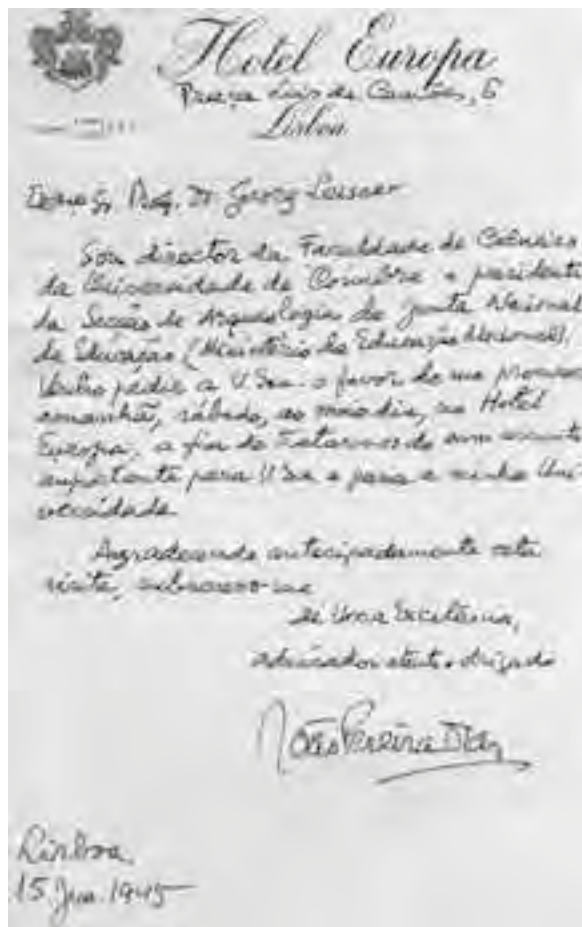 Hotel Europa
Praça Luis de Camões, 6
Lisboa
Prof. Dr. Georg
Sou director da Faculdade de Ciências
da Universidade de Coimbra e presidente
da Secção de Arqueologia da Junta Nacional
de Educação (Ministério da Educação Nacional).
Venho pedir a V. Exa. o favor de me procurar
amanhã, sábado, ao meio dia, no Hotel
Europa, a fim de tratarmos de um assunto
importante para V. Exa e para a minha Uni-
versidade
Agradecendo antecipadamente esta
visita, subscrevo-me
de Vossa Excelência,
admirador atento e obrigado
João Pereira Dias
Lisboa,
15 Jun. 1945